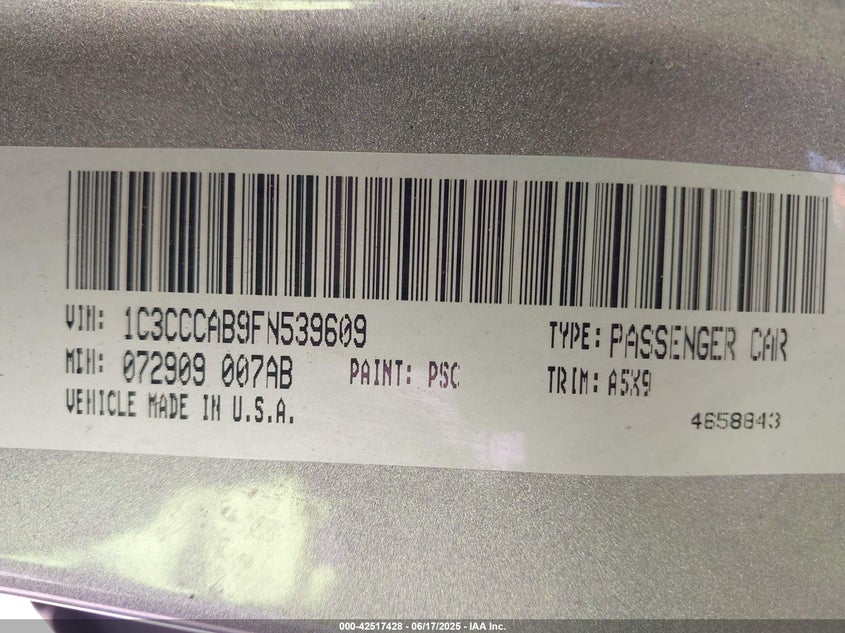 VIN: 1C3CCCAB9FN539609 TYPE: PASSENGER CAR
MDH: 072909 007AB PAINT: PSC TRIM: A5X9
VEHICLE MADE IN U.S.A. 4658843
000-42517428 - 06/17/2025 - IAA Inc.